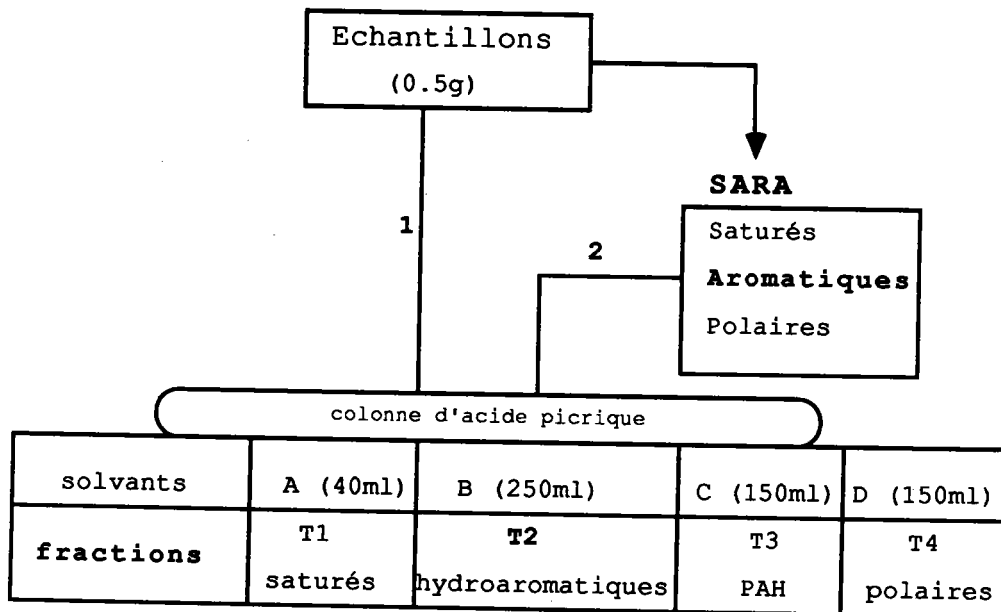 Echantillons
(0.5g)
SARA
1
2
Saturés
Aromatiques
Polaires
colonne d'acide picrique
solvants A (40ml) B (250ml) C (150ml) D (150ml)
fractions T1 T2 T3 T4
saturés hydroaromatiques PAH polaires